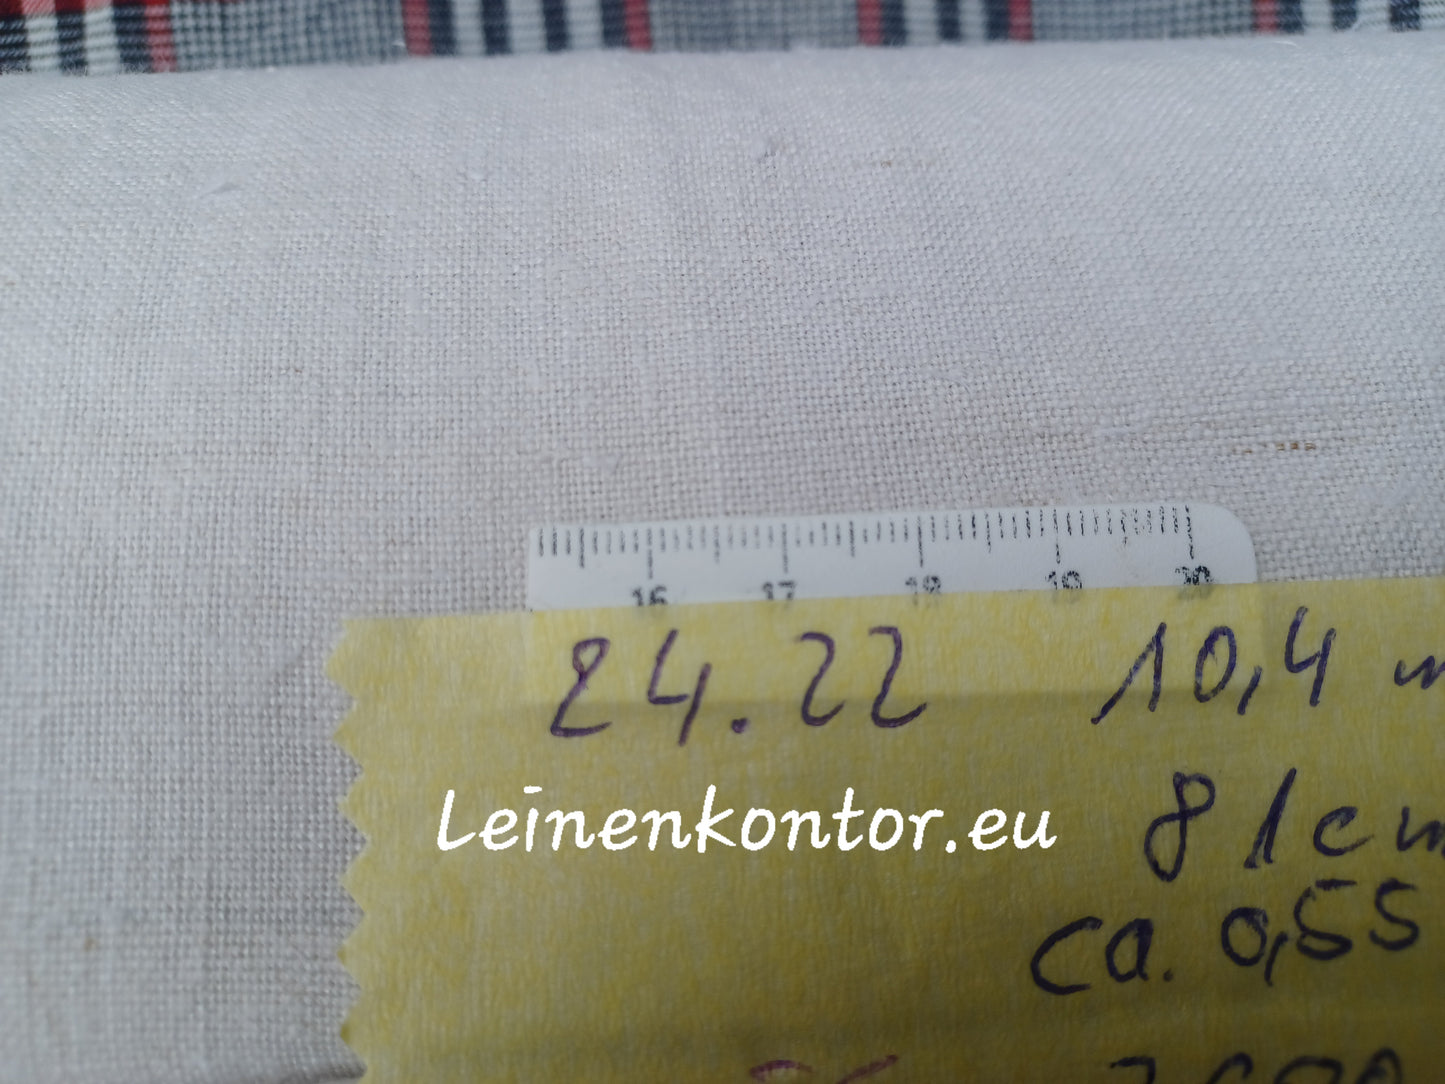 16 17 18 19 20
24.22 10,4 m
Leinenkontor.eu
81cm
ca. 0,55